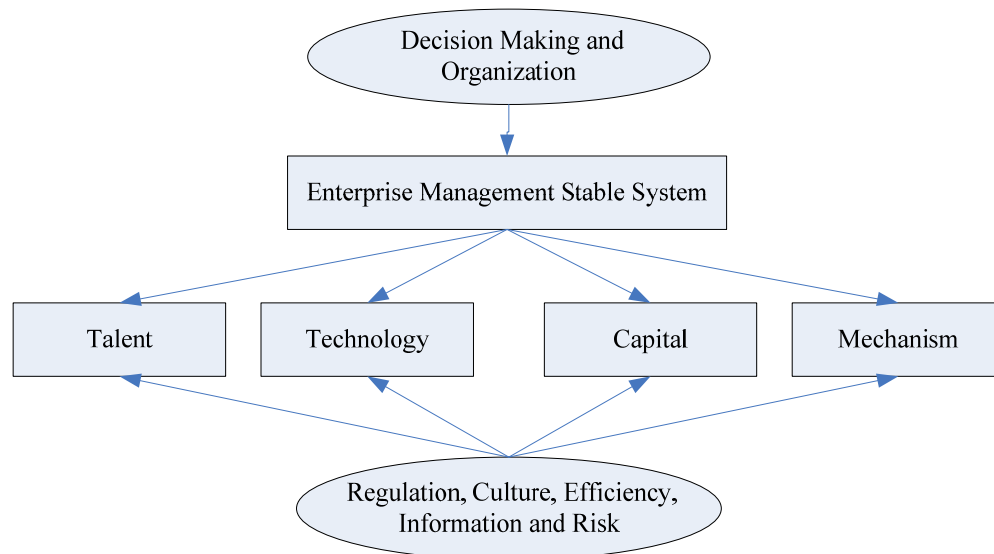 Decision Making and
Organization
Enterprise Management Stable System
Talent
Technology
Capital
Mechanism
Regulation, Culture, Efficiency,
Information and Risk